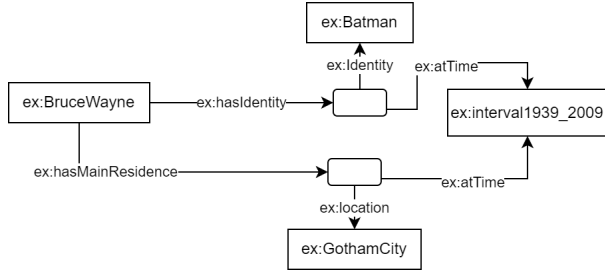 ex:Batman
ex:Identity
ex:atTime
ex:BruceWayne
ex:hasIdentity
ex:interval1939_2009
ex:hasMainResidence
ex:atTime
ex:location
ex:GothamCity